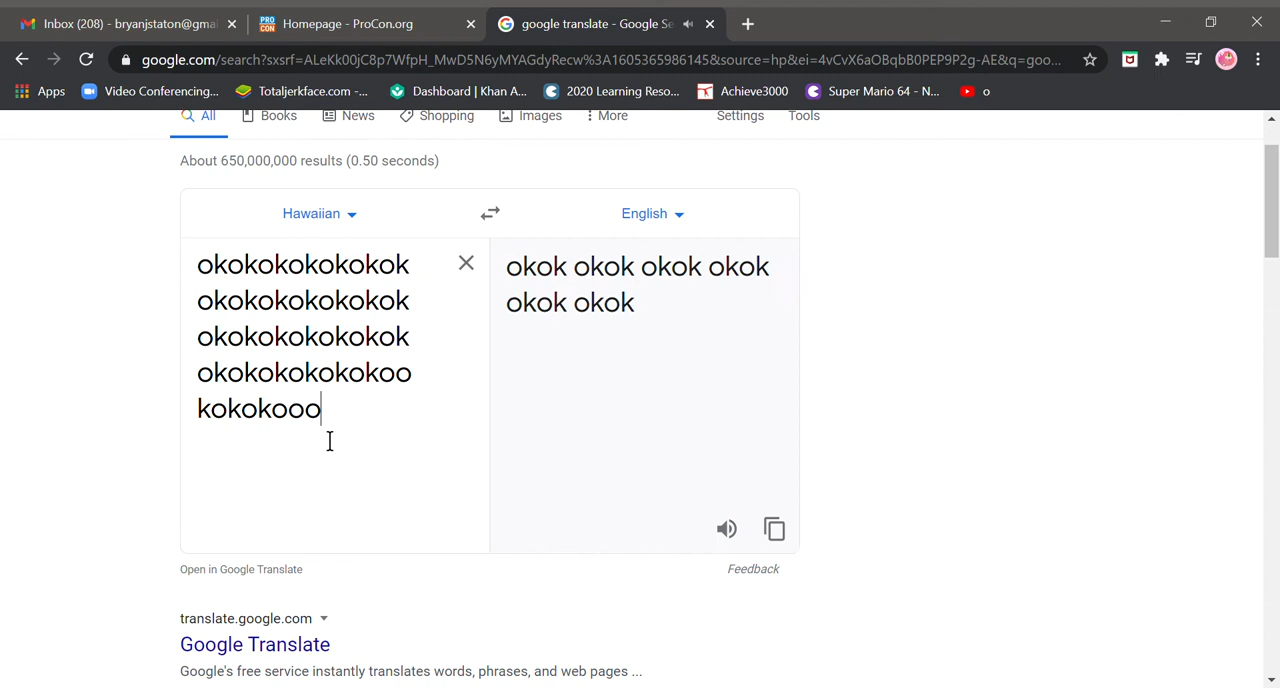 Inbox (208) - bryanjstaton@gmai
Homepage - ProCon.org
google translate - Google Se
google.com/search?sxsrf=ALeKk00jC8p7WfpH_MwD5N6yMYAGdyRecw%3A1605365986145&source=hp&ei=4vCvX6aOBqbB0PEP9P2g-AE&q=goo...
Apps
Video Conferencing...
Totaljerkface.com -...
Dashboard | Khan A...
2020 Learning Reso...
Achieve3000
Super Mario 64 - N...
o
All
Books
News
Shopping
Images
More
Settings
Tools
About 650,000,000 results (0.50 seconds)
Hawaiian
English
okokokokokokok
okokokokokokok
okokokokokokok
okokokokokokoo
kokokooo
okok okok okok okok
okok okok
Open in Google Translate
Feedback
translate.google.com
Google Translate
Google's free service instantly translates words, phrases, and web pages ...